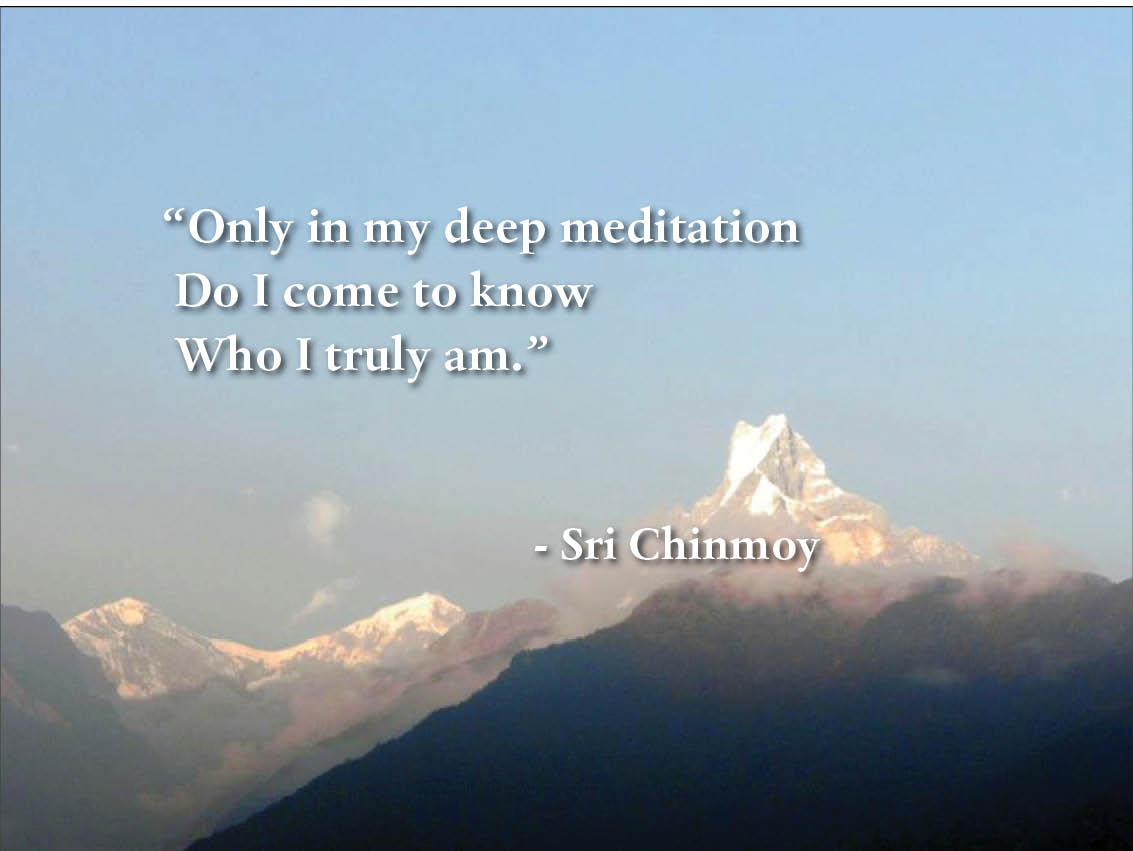 “Only in my deep meditation
Do I come to know
Who I truly am.”
- Sri Chinmoy